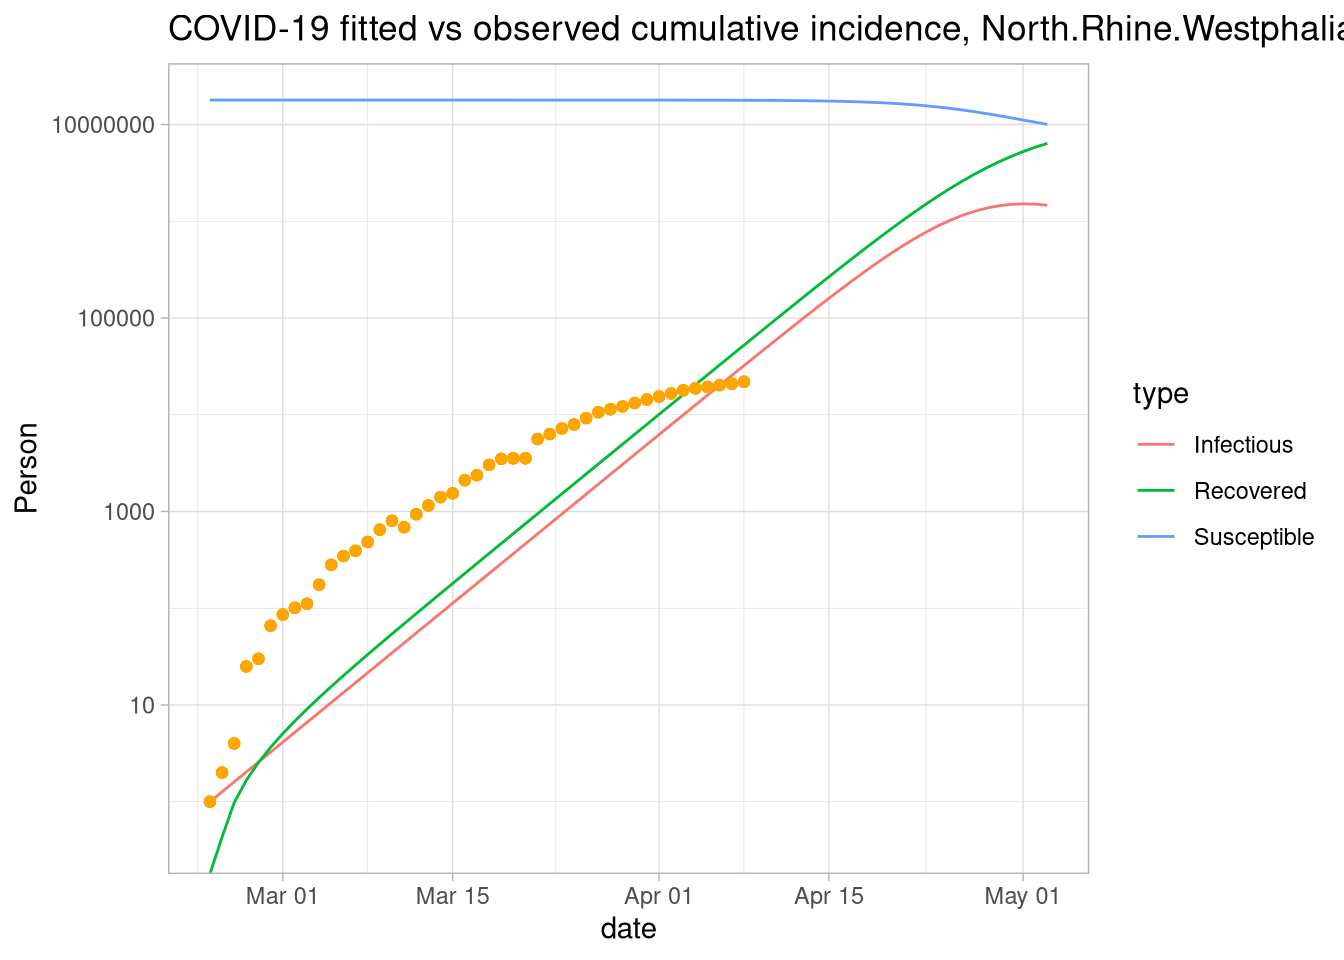 COVID-19 fitted vs observed cumulative incidence, North.Rhine.Westphalia
10000000
100000
1000
10
Person
Mar 01
Mar 15
Apr 01
Apr 15
May 01
date
type
Infectious
Recovered
Susceptible